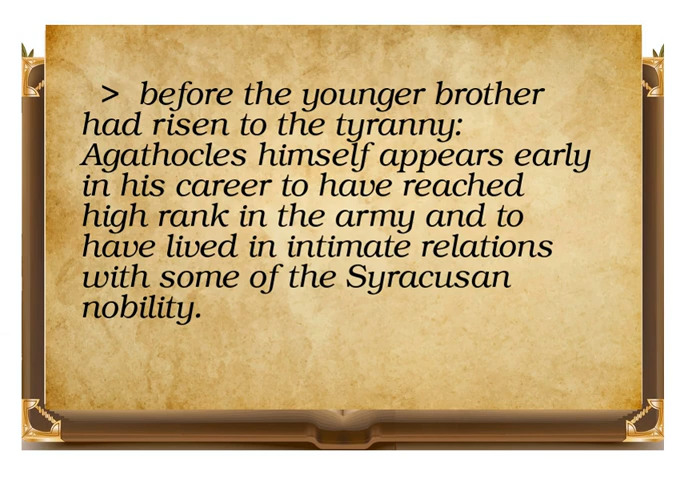 > before the younger brother
had risen to the tyranny:
Agathocles himself appears early
in his career to have reached
high rank in the army and to
have lived in intimate relations
with some of the Syracusan
nobility.